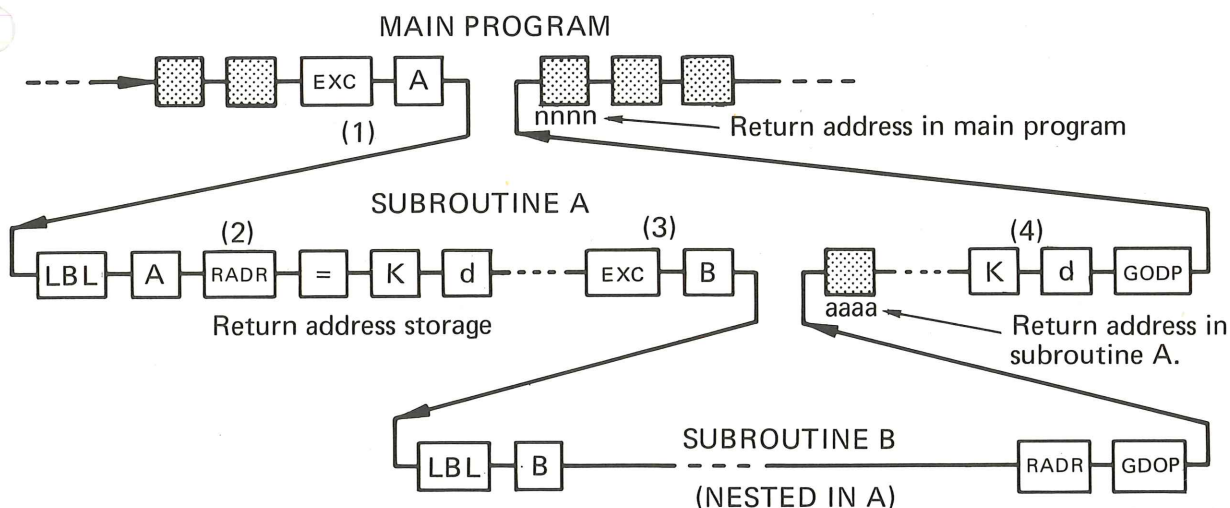 MAIN PROGRAM
EXC A
(1)
nnnn
Return address in main program
SUBROUTINE A
(2) (3) (4)
LBL A RADR = K d EXC B K d GODP
Return address storage
aaaa
Return address in
subroutine A.
SUBROUTINE B
LBL B RADR GDOP
(NESTED IN A)